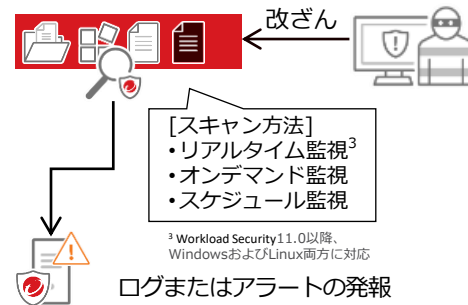 改ざん
[スキャン方法]
•リアルタイム監視3
•オンデマンド監視
•スケジュール監視
3 Workload Security11.0以降、
WindowsおよびLinux両方に対応
ログまたはアラートの発報